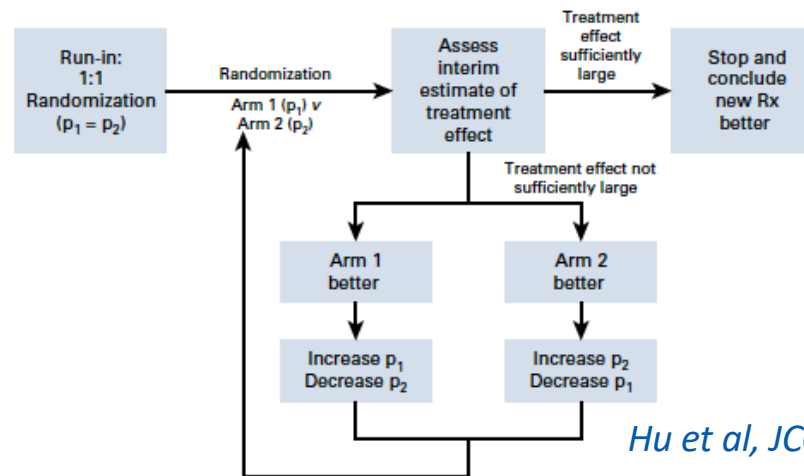 Run-in:
1:1
Randomization
(p₁ = p₂)
Randomization
Arm 1 (p₁) v
Arm 2 (p₂)
Assess
interim
estimate of
treatment
effect
Treatment
effect
sufficiently
large
Stop and
conclude
new Rx
better
Treatment effect not
sufficiently large
Arm 1
better
Arm 2
better
Increase p₁
Decrease p₂
Increase p₂
Decrease p₁
Hu et al,